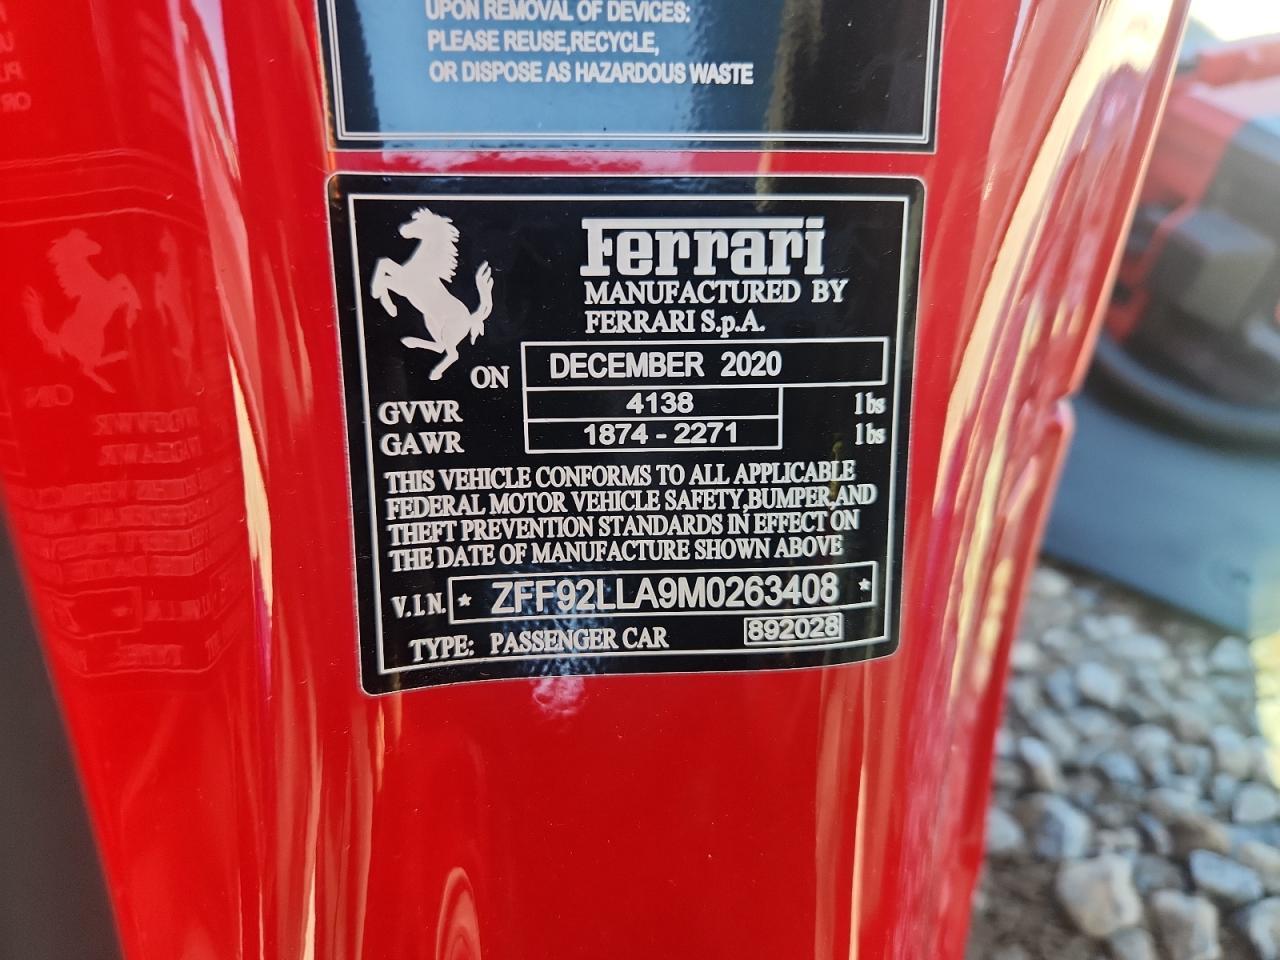 UPON REMOVAL OF DEVICES:
PLEASE REUSE,RECYCLE,
OR DISPOSE AS HAZARDOUS WASTE
Ferrari
MANUFACTURED BY
FERRARI S.p.A.
ON DECEMBER 2020
GVWR 4138 lbs
GAWR 1874 - 2271 lbs
THIS VEHICLE CONFORMS TO ALL APPLICABLE
FEDERAL MOTOR VEHICLE SAFETY,BUMPER,AND
THEFT PREVENTION STANDARDS IN EFFECT ON
THE DATE OF MANUFACTURE SHOWN ABOVE
V.I.N. * ZFF92LLA9M0263408 *
TYPE: PASSENGER CAR 892028